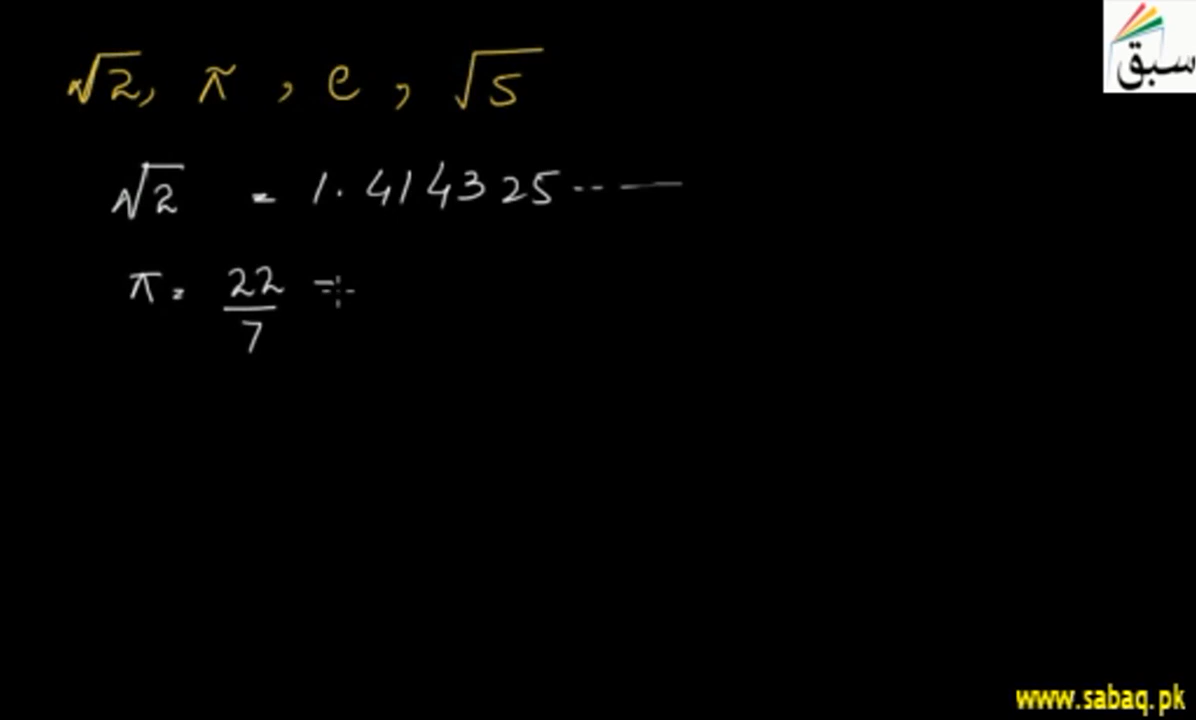 سبق
√2, π, e, √5
√2 = 1.414325-----
π = 22/7 =
www.sabaq.pk